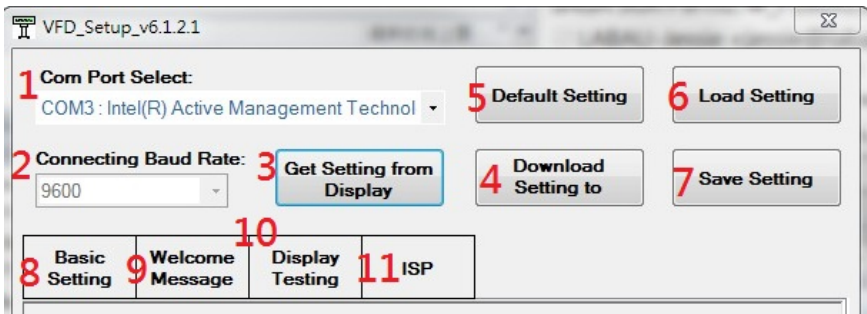 VFD_Setup_v6.1.2.1
1 Com Port Select:
COM3 : Intel(R) Active Management Technol
5 Default Setting
6 Load Setting
2 Connecting Baud Rate:
9600
3 Get Setting from
Display
4 Download
Setting to
7 Save Setting
8 Basic
Setting
9 Welcome
Message
10 Display
Testing
11 ISP